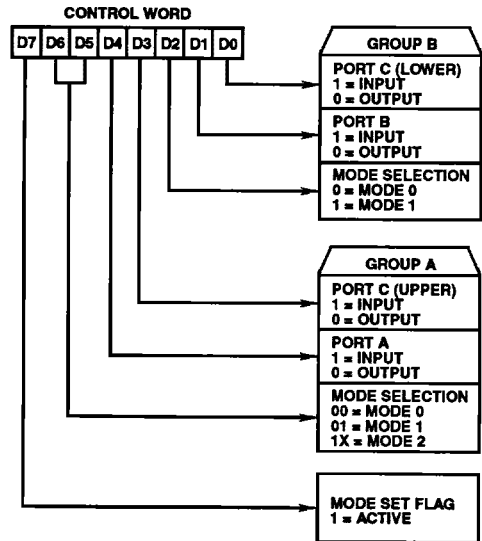 CONTROL WORD
D7 D6 D5 D4 D3 D2 D1 D0
GROUP B
PORT C (LOWER)
1 = INPUT
0 = OUTPUT
PORT B
1 = INPUT
0 = OUTPUT
MODE SELECTION
0 = MODE 0
1 = MODE 1
GROUP A
PORT C (UPPER)
1 = INPUT
0 = OUTPUT
PORT A
1 = INPUT
0 = OUTPUT
MODE SELECTION
00 = MODE 0
01 = MODE 1
1X = MODE 2
MODE SET FLAG
1 = ACTIVE